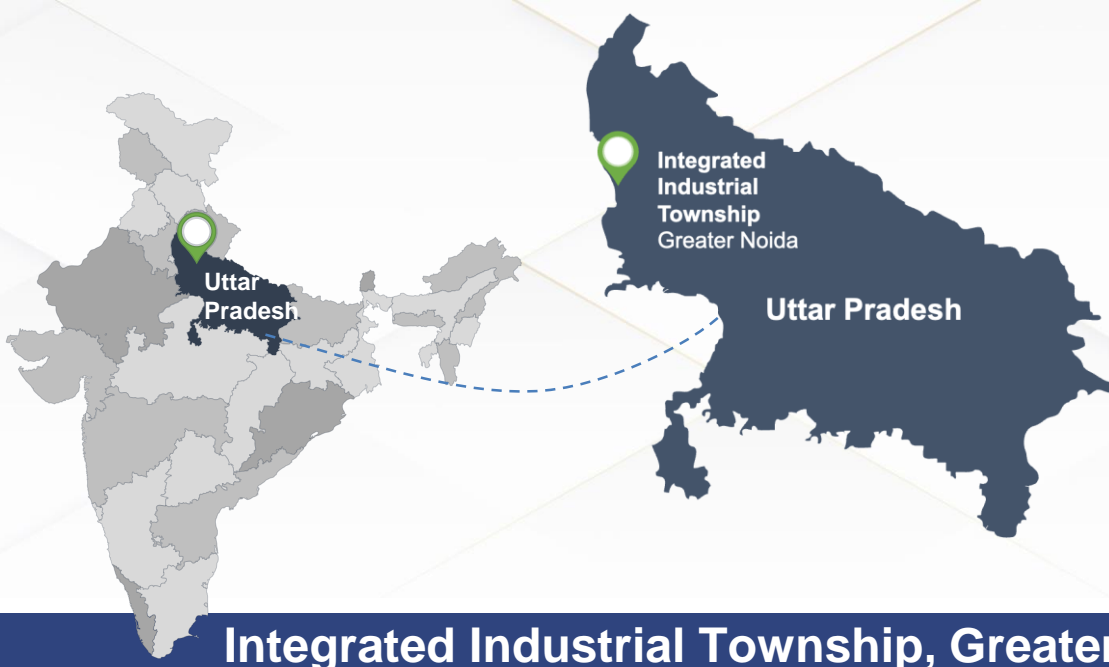 Uttar
Pradesh
Integrated
Industrial
Township
Greater Noida
Uttar Pradesh
Integrated Industrial Township, Greater